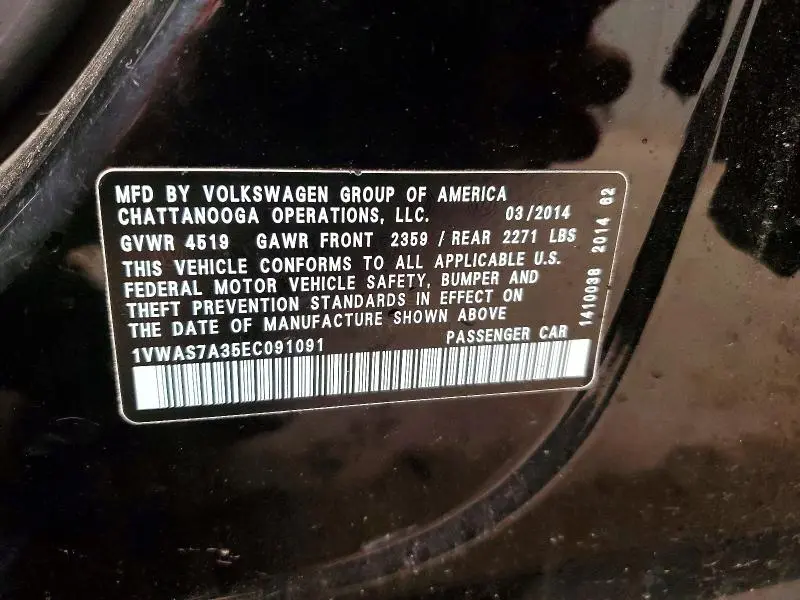 MFD BY VOLKSWAGEN GROUP OF AMERICA
CHATTANOOGA OPERATIONS, LLC. 03/2014
GVWR 4519 GAWR FRONT 2359 / REAR 2271 LBS
THIS VEHICLE CONFORMS TO ALL APPLICABLE U.S.
FEDERAL MOTOR VEHICLE SAFETY, BUMPER AND
THEFT PREVENTION STANDARDS IN EFFECT ON
THE DATE OF MANUFACTURE SHOWN ABOVE
1VWAS7A35EC091091 PASSENGER CAR
1410038 2014 62